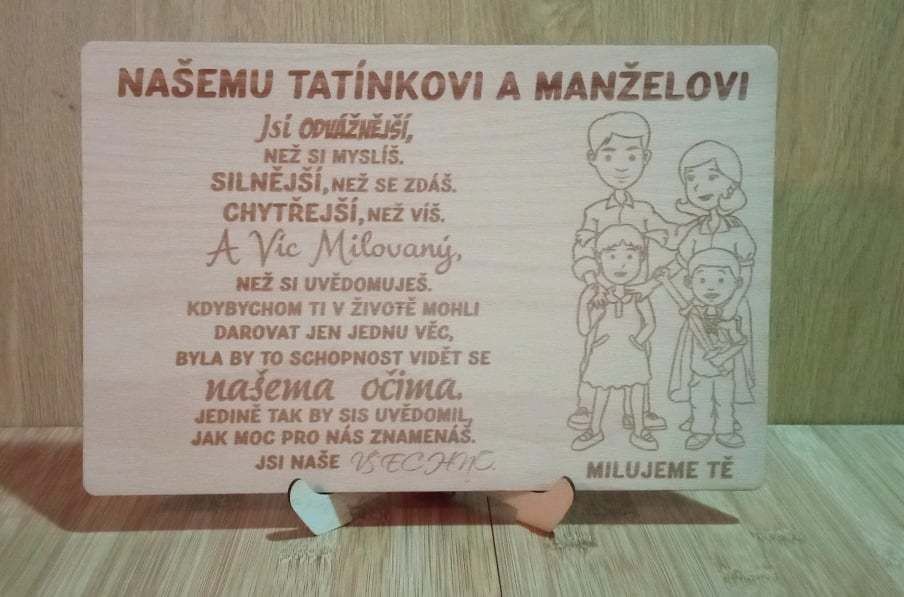 NAŠEMU TATÍNKOVI A MANŽELOVI
Jsi ODVÁŽNĚJŠÍ,
NEŽ SI MYSLÍŠ.
SILNĚJŠÍ, NEŽ SE ZDÁŠ.
CHYTŘEJŠÍ, NEŽ VÍŠ.
A Víc Milovaný,
NEŽ SI UVĚDOMUJEŠ.
KDYBYCHOM TI V ŽIVOTĚ MOHLI
DAROVAT JEN JEDNU VĚC,
BYLA BY TO SCHOPNOST VIDĚT SE
našema očima.
JEDINĚ TAK BY SIS UVĚDOMIL,
JAK MOC PRO NÁS ZNAMENÁŠ.
JSI NAŠE VŠECHNO.
MILUJEME TĚ